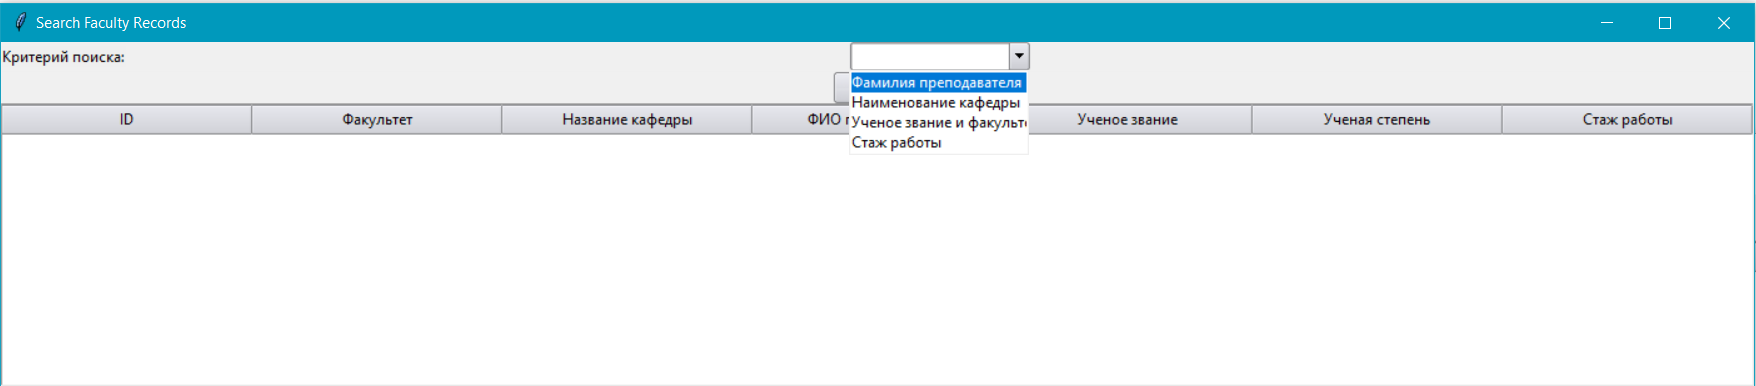 Search Faculty Records
Критерий поиска:
Фамилия преподавателя
Наименование кафедры
Ученое звание и факульт
Стаж работы
ID Факультет Название кафедры ФИО Ученое звание Ученая степень Стаж работы